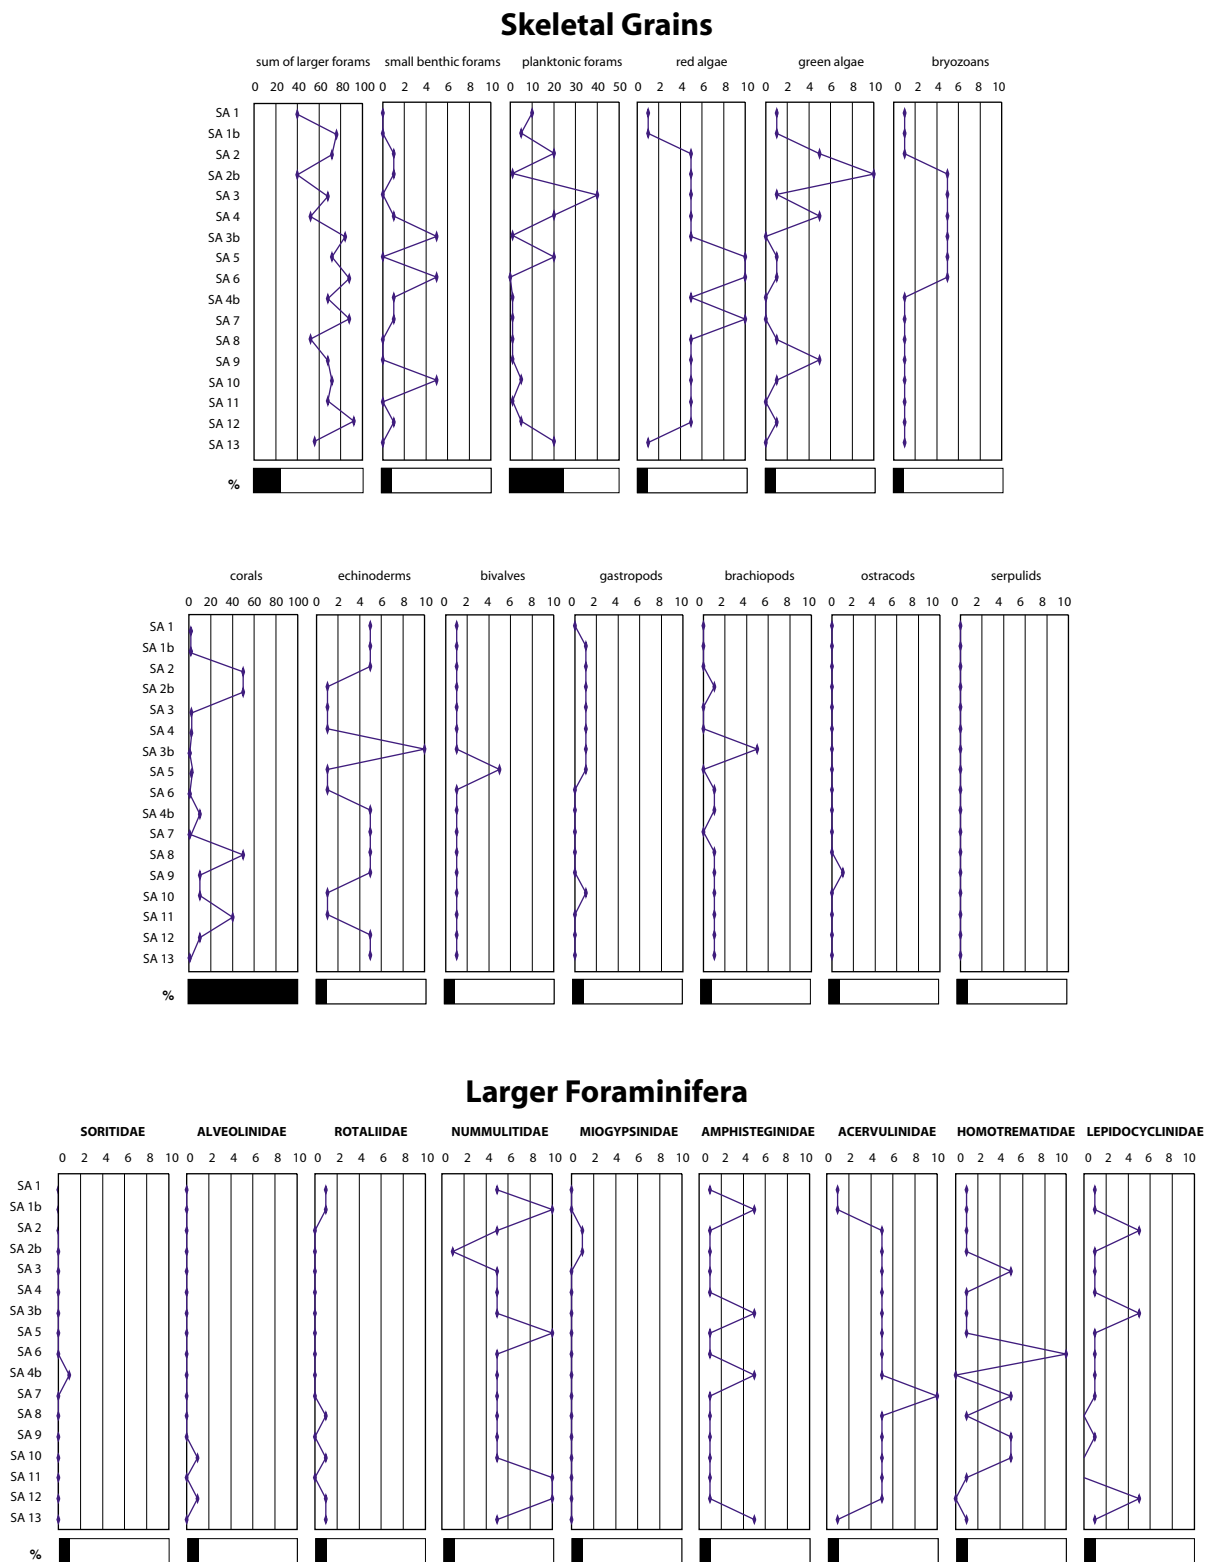 Skeletal Grains
sum of larger forams small benthic forams planktonic forams red algae green algae bryozoans
0 20 40 60 80 100 0 2 4 6 8 10 0 10 20 30 40 50 0 2 4 6 8 10 0 2 4 6 8 10 0 2 4 6 8 10
SA 1
SA 1b
SA 2
SA 2b
SA 3
SA 4
SA 3b
SA 5
SA 6
SA 4b
SA 7
SA 8
SA 9
SA 10
SA 11
SA 12
SA 13
%
corals echinoderms bivalves gastropods brachiopods ostracods serpulids
0 20 40 60 80 100 0 2 4 6 8 10 0 2 4 6 8 10 0 2 4 6 8 10 0 2 4 6 8 10 0 2 4 6 8 10 0 2 4 6 8 10
SA 1
SA 1b
SA 2
SA 2b
SA 3
SA 4
SA 3b
SA 5
SA 6
SA 4b
SA 7
SA 8
SA 9
SA 10
SA 11
SA 12
SA 13
%
Larger Foraminifera
SORITIDAE ALVEOLINIDAE ROTALIIDAE NUMMULITIDAE MIOGYPSINIDAE AMPHISTEGINIDAE ACERVULINIDAE HOMOTREMATIDAE LEPIDOCYCLINIDAE
0 2 4 6 8 10 0 2 4 6 8 10 0 2 4 6 8 10 0 2 4 6 8 10 0 2 4 6 8 10 0 2 4 6 8 10 0 2 4 6 8 10 0 2 4 6 8 10 0 2 4 6 8 10
SA 1
SA 1b
SA 2
SA 2b
SA 3
SA 4
SA 3b
SA 5
SA 6
SA 4b
SA 7
SA 8
SA 9
SA 10
SA 11
SA 12
SA 13
%